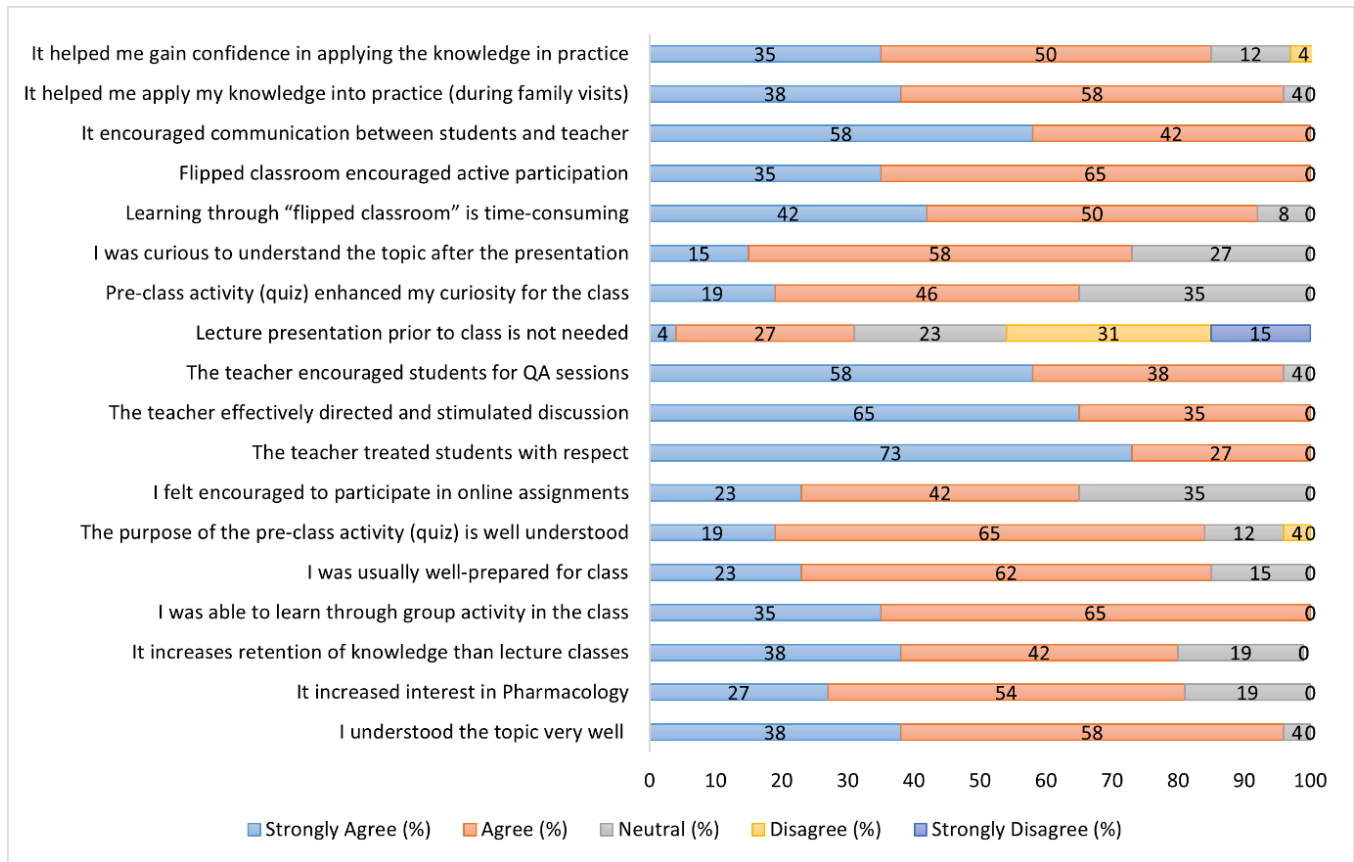 It helped me gain confidence in applying the knowledge in practice 35 50 12 4
It helped me apply my knowledge into practice (during family visits) 38 58 4 0
It encouraged communication between students and teacher 58 42 0
Flipped classroom encouraged active participation 35 65 0
Learning through “flipped classroom” is time-consuming 42 50 8 0
I was curious to understand the topic after the presentation 15 58 27 0
Pre-class activity (quiz) enhanced my curiosity for the class 19 46 35 0
Lecture presentation prior to class is not needed 4 27 23 31 15
The teacher encouraged students for QA sessions 58 38 4 0
The teacher effectively directed and stimulated discussion 65 35 0
The teacher treated students with respect 73 27 0
I felt encouraged to participate in online assignments 23 42 35 0
The purpose of the pre-class activity (quiz) is well understood 19 65 12 4 0
I was usually well-prepared for class 23 62 15 0
I was able to learn through group activity in the class 35 65 0
It increases retention of knowledge than lecture classes 38 42 19 0
It increased interest in Pharmacology 27 54 19 0
I understood the topic very well 38 58 4 0
0 10 20 30 40 50 60 70 80 90 100
Strongly Agree (%) Agree (%) Neutral (%) Disagree (%) Strongly Disagree (%)